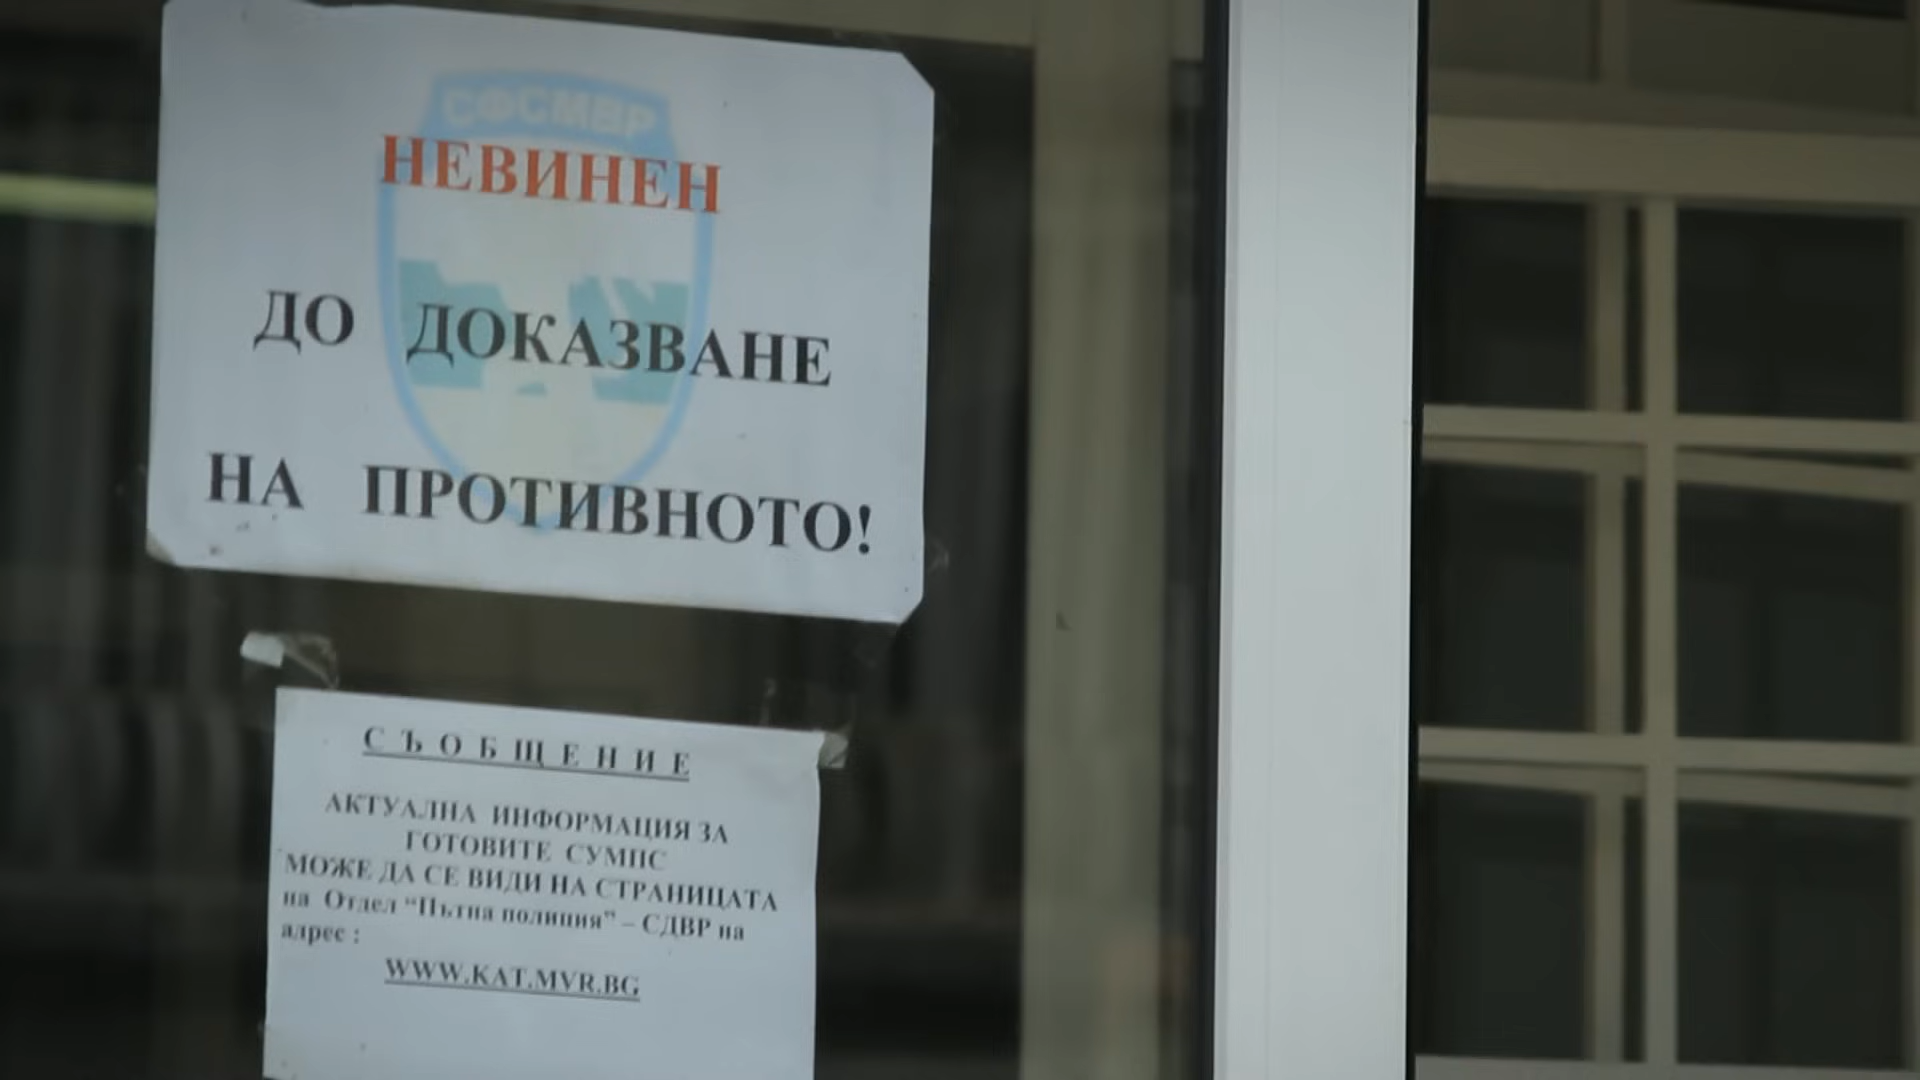 СФСМВР
НЕВИНЕН
ДО ДОКАЗВАНЕ
НА ПРОТИВНОТО!
СЪОБЩЕНИЕ
АКТУАЛНА ИНФОРМАЦИЯ ЗА
ГОТОВИТЕ СУМПС
МОЖЕ ДА СЕ ВИДИ НА СТРАНИЦАТА
на Отдел “Пътна полиция” – СДВР на
адрес :
WWW.KAT.MVR.BG